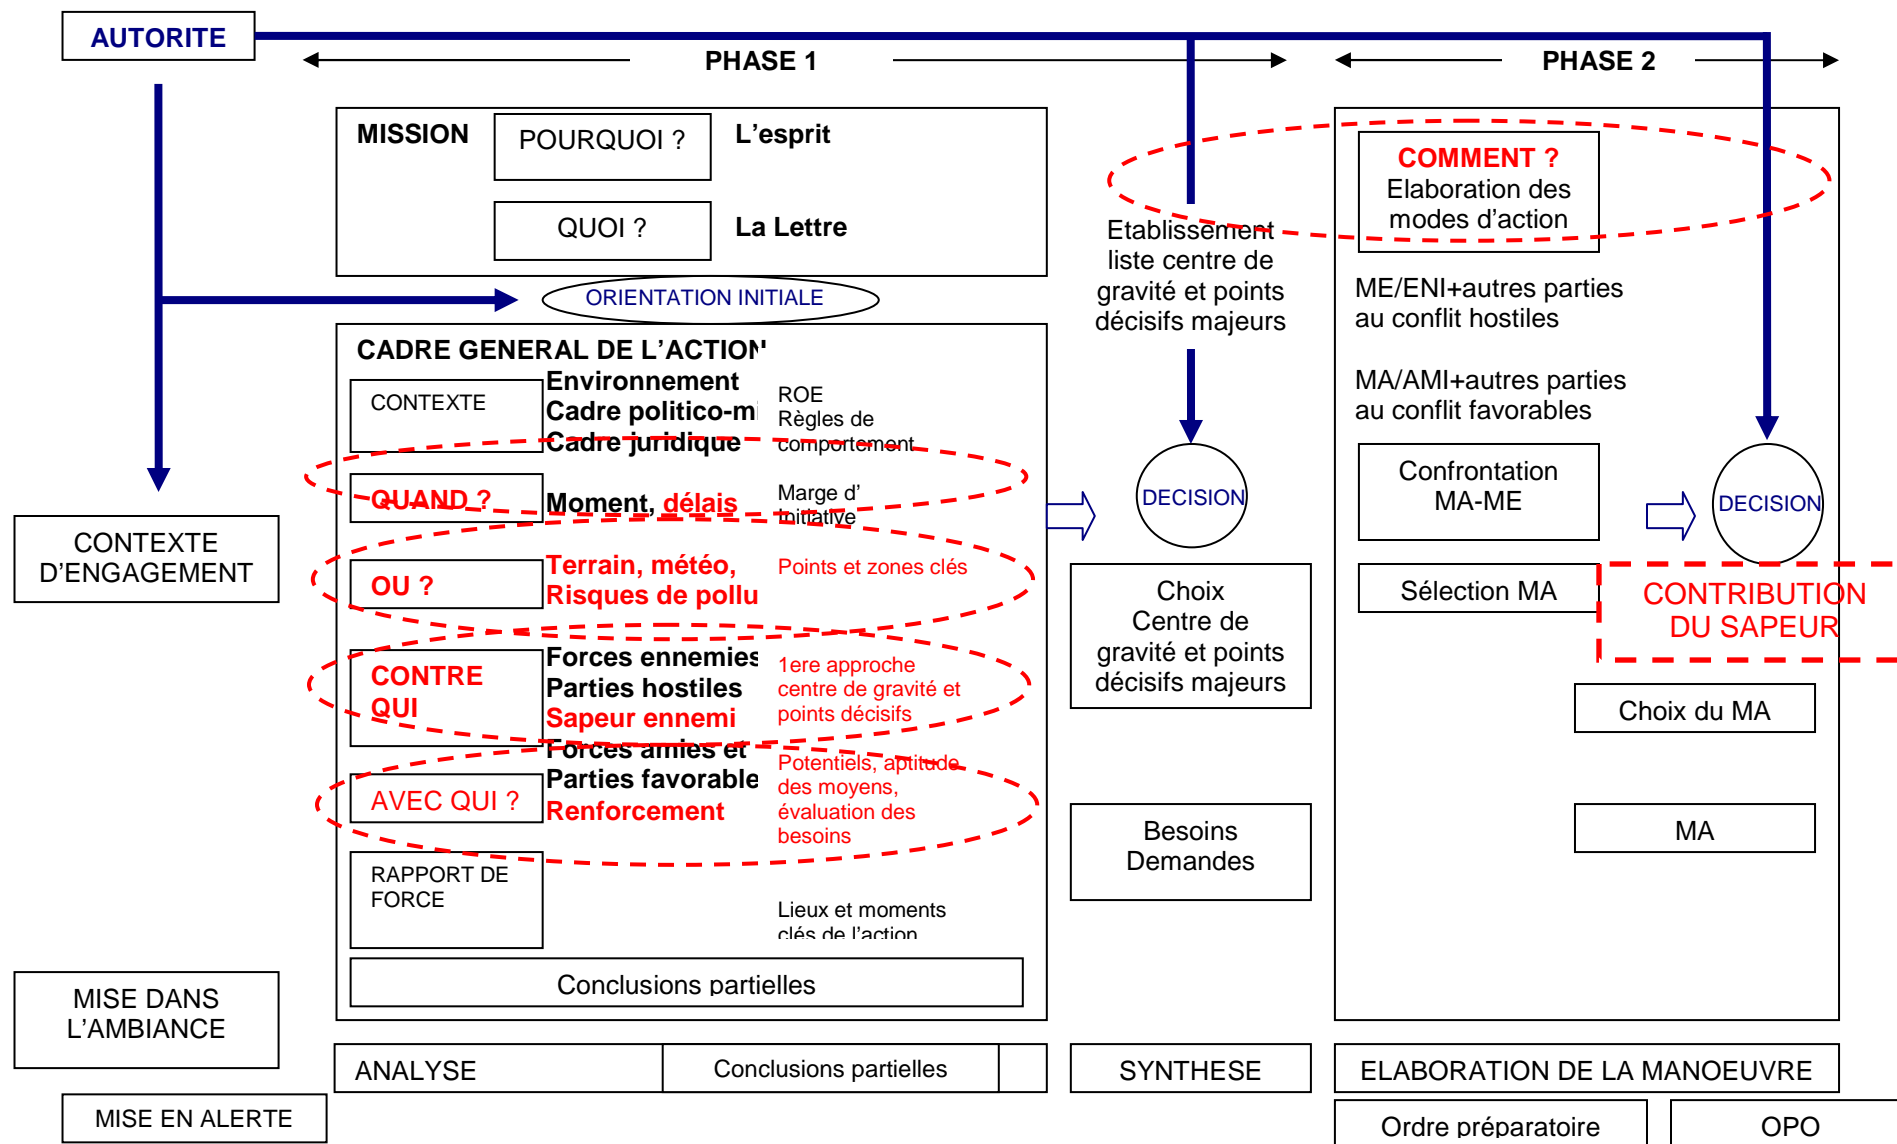 AUTORITE
PHASE 1
PHASE 2
MISSION
POURQUOI ?
L'esprit
QUOI ?
La Lettre
ORIENTATION INITIALE
CADRE GENERAL DE L'ACTION
CONTEXTE
Environnement
Cadre politico-mi
Cadre juridique
ROE
Règles de
comportement
QUAND ?
Moment, délais
Marge d'
Initiative
OU ?
Terrain, météo,
Risques de pollu
Points et zones clés
CONTRE
QUI
Forces ennemies
Parties hostiles
Sapeur ennemi
1ere approche
centre de gravité et
points décisifs
AVEC QUI ?
Forces amies et
Parties favorable
Renforcement
Potentiels, aptitude
des moyens,
évaluation des
besoins
RAPPORT DE
FORCE
Lieux et moments
clés de l'action
Conclusions partielles
CONTEXTE
D'ENGAGEMENT
MISE DANS
L'AMBIANCE
MISE EN ALERTE
ANALYSE
Conclusions partielles
Etablissement
liste centre de
gravité et points
décisifs majeurs
DECISION
Choix
Centre de
gravité et points
décisifs majeurs
Besoins
Demandes
SYNTHESE
COMMENT ?
Elaboration des
modes d'action
ME/ENI+autres parties
au conflit hostiles
MA/AMI+autres parties
au conflit favorables
Confrontation
MA-ME
DECISION
Sélection MA
CONTRIBUTION
DU SAPEUR
Choix du MA
MA
ELABORATION DE LA MANOEUVRE
Ordre préparatoire
OPO